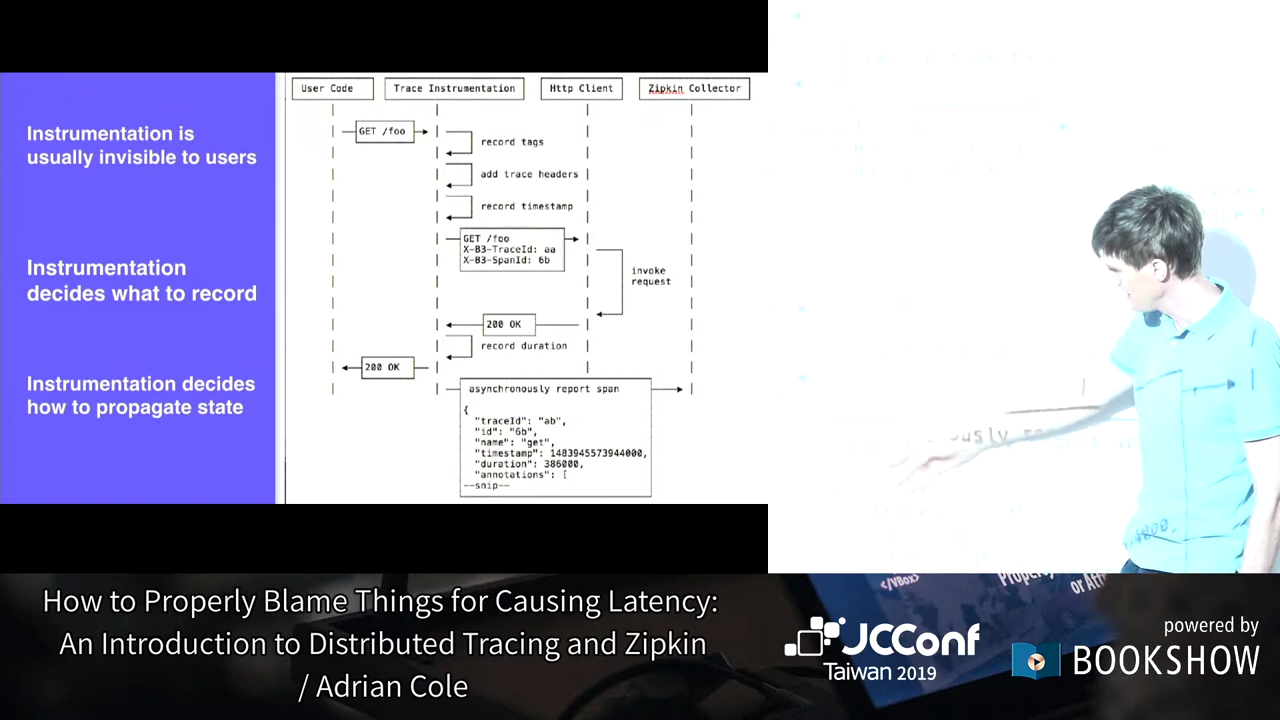 Instrumentation is
usually invisible to users
Instrumentation
decides what to record
Instrumentation decides
how to propagate state
User Code
Trace Instrumentation
Http Client
Zipkin Collector
GET /foo
record tags
add trace headers
record timestamp
GET /foo
X-B3-TraceId: aa
X-B3-SpanId: 6b
invoke
request
200 OK
record duration
200 OK
asynchronously report span
{
"traceId": "ab",
"id": "6b",
"name": "get",
"timestamp": 1483945573944000,
"duration": 386000,
"annotations": [
--snip--
How to Properly Blame Things for Causing Latency:
An Introduction to Distributed Tracing and Zipkin
/ Adrian Cole
</VBox>
JCConf
Taiwan 2019
powered by
BOOKSHOW